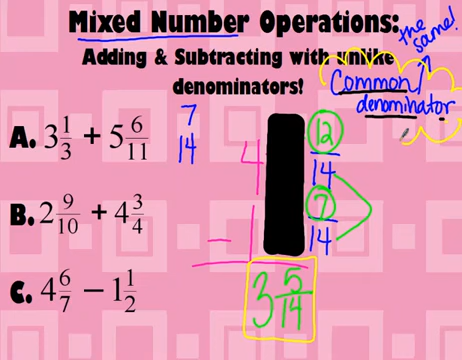 Mixed Number Operations:
the same!
Adding & Subtracting with unlike
denominators!
Common
denominator
A. 3 1/3 + 5 6/11
B. 2 9/10 + 4 3/4
C. 4 6/7 − 1 1/2
7
14
4 12/14
− 1 7/14
3 5/14